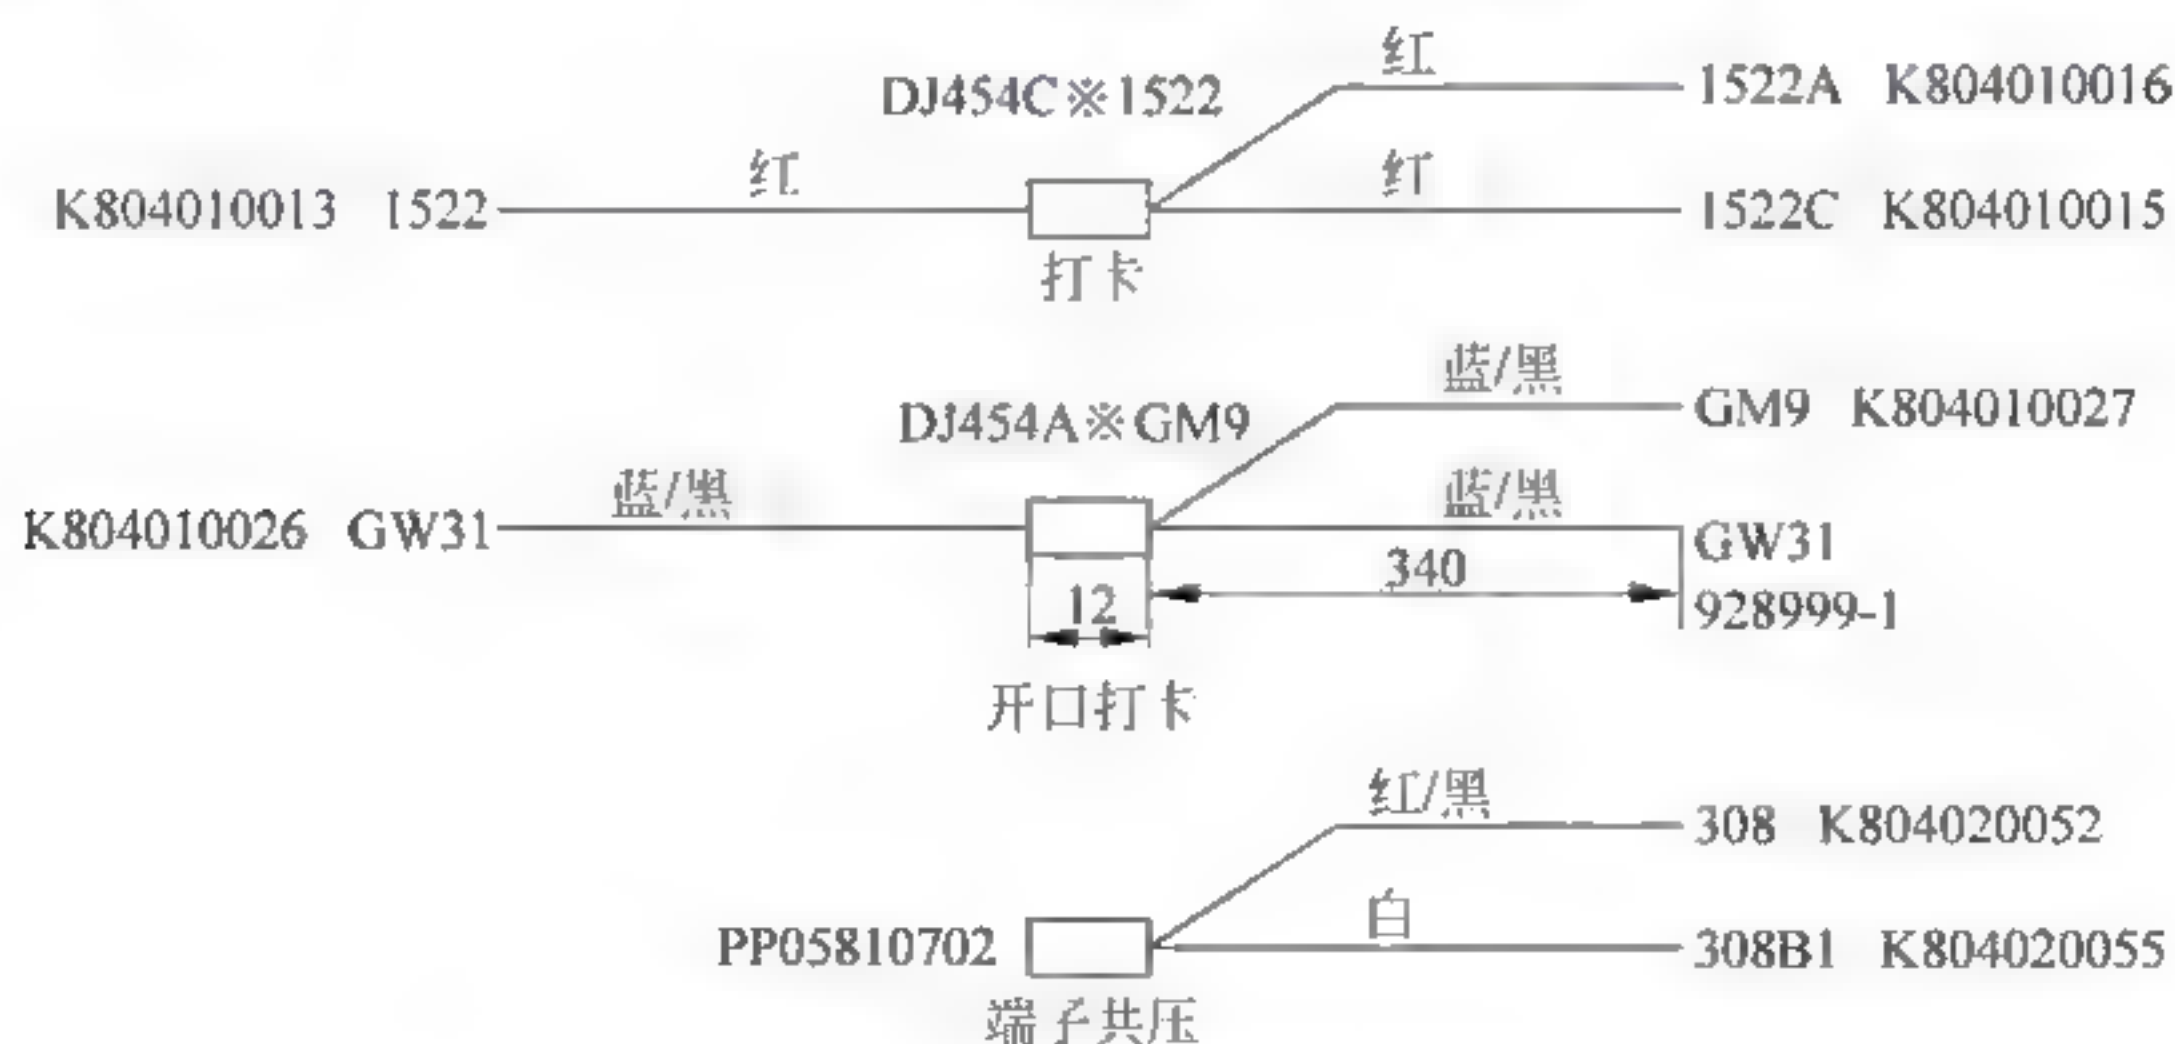 红
DJ454C※1522
1522A K804010016
红
红
K804010013 1522
1522C K804010015
打卡
蓝/黑
DJ454A※GM9
GM9 K804010027
蓝/黑
蓝/黑
K804010026 GW31
GW31
340
12
928999-1
开口打卡
红/黑
308 K804020052
白
PP05810702
308B1 K804020055
端子共压